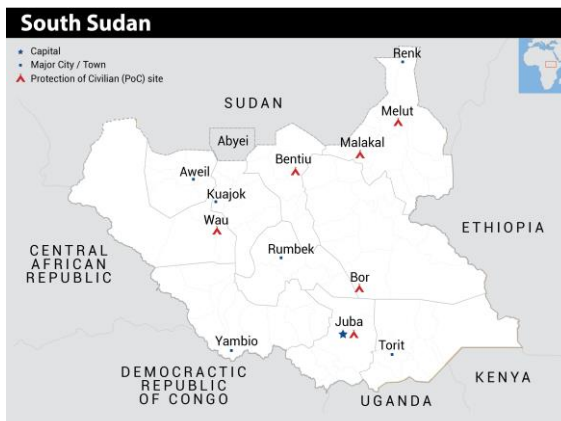 South Sudan
Capital
Major City / Town
Protection of Civilian (PoC) site
Renk
SUDAN
Melut
Abyei
Malakal
Bentiu
Aweil
Kuajok
Wau
ETHIOPIA
CENTRAL
AFRICAN
REPUBLIC
Rumbek
Bor
Juba
Yambio
Torit
DEMOCRACTIC
REPUBLIC
OF CONGO
KENYA
UGANDA